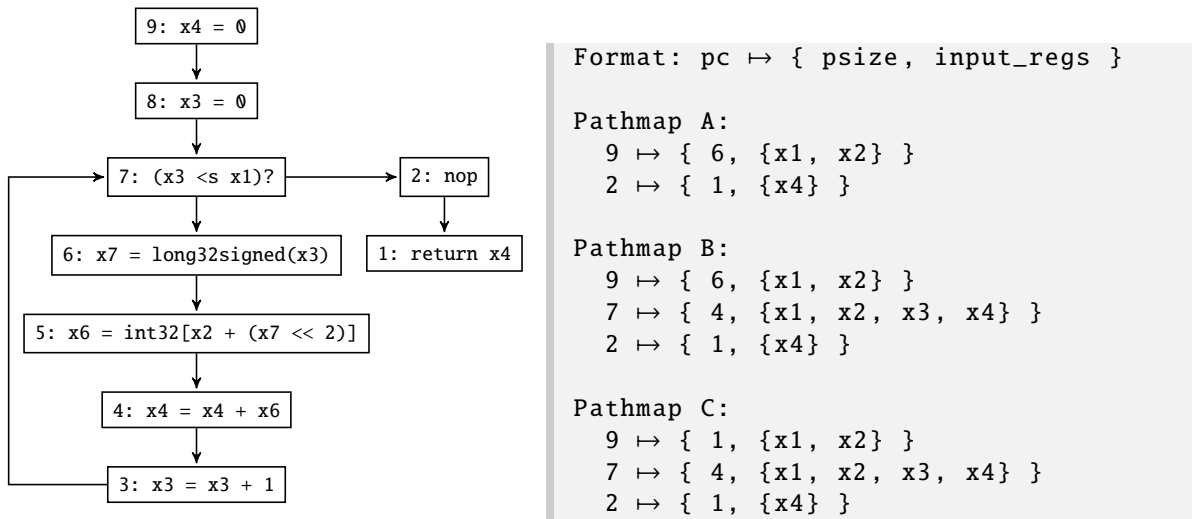 9: x4 = 0
8: x3 = 0
7: (x3 <s x1)?
2: nop
6: x7 = long32signed(x3)
1: return x4
5: x6 = int32[x2 + (x7 << 2)]
4: x4 = x4 + x6
3: x3 = x3 + 1
Format: pc ↦ { psize, input_regs }
Pathmap A:
9 ↦ { 6, {x1, x2} }
2 ↦ { 1, {x4} }
Pathmap B:
9 ↦ { 6, {x1, x2} }
7 ↦ { 4, {x1, x2, x3, x4} }
2 ↦ { 1, {x4} }
Pathmap C:
9 ↦ { 1, {x1, x2} }
7 ↦ { 4, {x1, x2, x3, x4} }
2 ↦ { 1, {x4} }